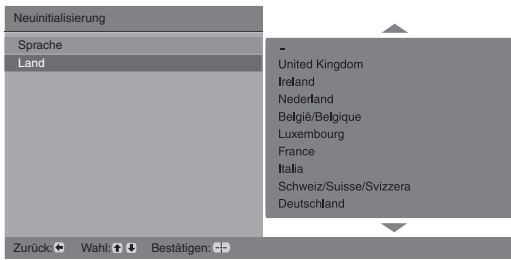 Neuinitialisierung
Sprache
Land
–
United Kingdom
Ireland
Nederland
België/Belgique
Luxembourg
France
Italia
Schweiz/Suisse/Svizzera
Deutschland
Zurück: Wahl: Bestätigen: